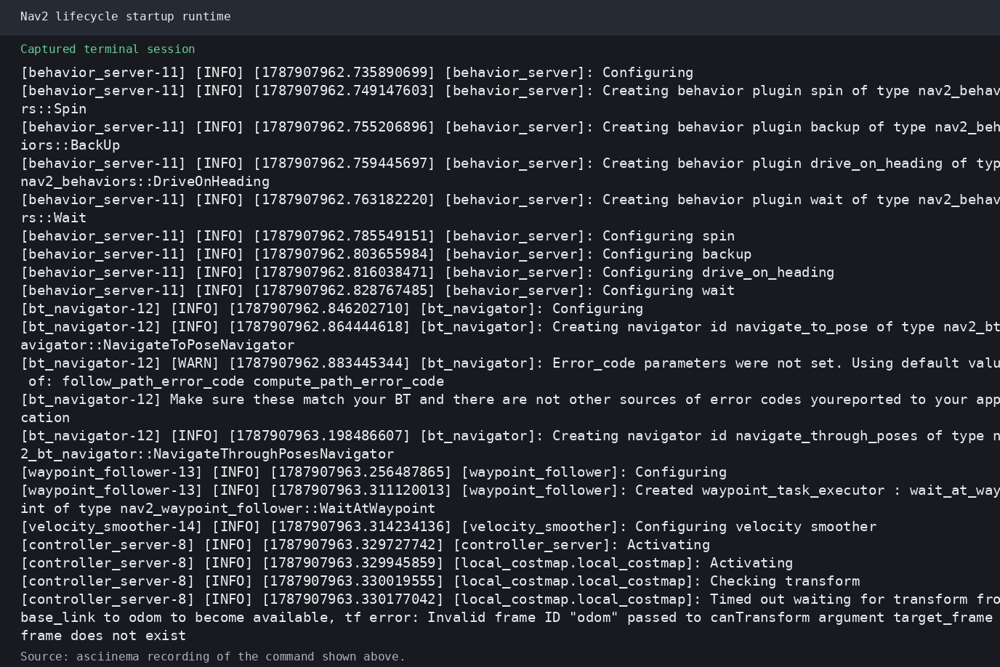 Nav2 lifecycle startup runtime
Captured terminal session
[behavior_server-11] [INFO] [1787907962.735890699] [behavior_server]: Configuring
[behavior_server-11] [INFO] [1787907962.749147603] [behavior_server]: Creating behavior plugin spin of type nav2_behav
rs::Spin
[behavior_server-11] [INFO] [1787907962.755206896] [behavior_server]: Creating behavior plugin backup of type nav2_beh
iors::BackUp
[behavior_server-11] [INFO] [1787907962.759445697] [behavior_server]: Creating behavior plugin drive_on_heading of typ
nav2_behaviors::DriveOnHeading
[behavior_server-11] [INFO] [1787907962.763182220] [behavior_server]: Creating behavior plugin wait of type nav2_behav
rs::Wait
[behavior_server-11] [INFO] [1787907962.785549151] [behavior_server]: Configuring spin
[behavior_server-11] [INFO] [1787907962.803655984] [behavior_server]: Configuring backup
[behavior_server-11] [INFO] [1787907962.816038471] [behavior_server]: Configuring drive_on_heading
[behavior_server-11] [INFO] [1787907962.828767485] [behavior_server]: Configuring wait
[bt_navigator-12] [INFO] [1787907962.846202710] [bt_navigator]: Configuring
[bt_navigator-12] [INFO] [1787907962.864444618] [bt_navigator]: Creating navigator id navigate_to_pose of type nav2_bt
avigator::NavigateToPoseNavigator
[bt_navigator-12] [WARN] [1787907962.883445344] [bt_navigator]: Error_code parameters were not set. Using default valu
of: follow_path_error_code compute_path_error_code
[bt_navigator-12] Make sure these match your BT and there are not other sources of error codes youreported to your app
cation
[bt_navigator-12] [INFO] [1787907963.198486607] [bt_navigator]: Creating navigator id navigate_through_poses of type n
2_bt_navigator::NavigateThroughPosesNavigator
[waypoint_follower-13] [INFO] [1787907963.256487865] [waypoint_follower]: Configuring
[waypoint_follower-13] [INFO] [1787907963.311120013] [waypoint_follower]: Created waypoint_task_executor : wait_at_way
int of type nav2_waypoint_follower::WaitAtWaypoint
[velocity_smoother-14] [INFO] [1787907963.314234136] [velocity_smoother]: Configuring velocity smoother
[controller_server-8] [INFO] [1787907963.329727742] [controller_server]: Activating
[controller_server-8] [INFO] [1787907963.329945859] [local_costmap.local_costmap]: Activating
[controller_server-8] [INFO] [1787907963.330019555] [local_costmap.local_costmap]: Checking transform
[controller_server-8] [INFO] [1787907963.330177042] [local_costmap.local_costmap]: Timed out waiting for transform fro
base_link to odom to become available, tf error: Invalid frame ID "odom" passed to canTransform argument target_frame
frame does not exist
Source: asciinema recording of the command shown above.